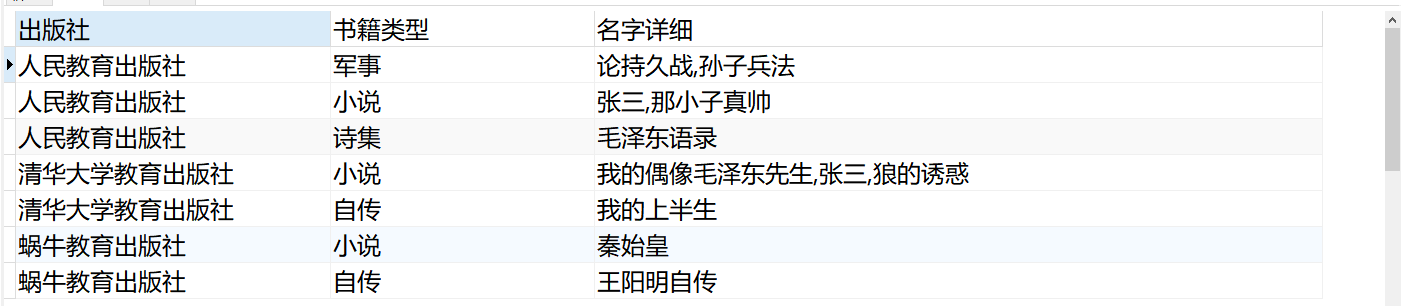 出版社 书籍类型 名字详细
人民教育出版社 军事 论持久战,孙子兵法
人民教育出版社 小说 张三,那小子真帅
人民教育出版社 诗集 毛泽东语录
清华大学教育出版社 小说 我的偶像毛泽东先生,张三,狼的诱惑
清华大学教育出版社 自传 我的上半生
蜗牛教育出版社 小说 秦始皇
蜗牛教育出版社 自传 王阳明自传